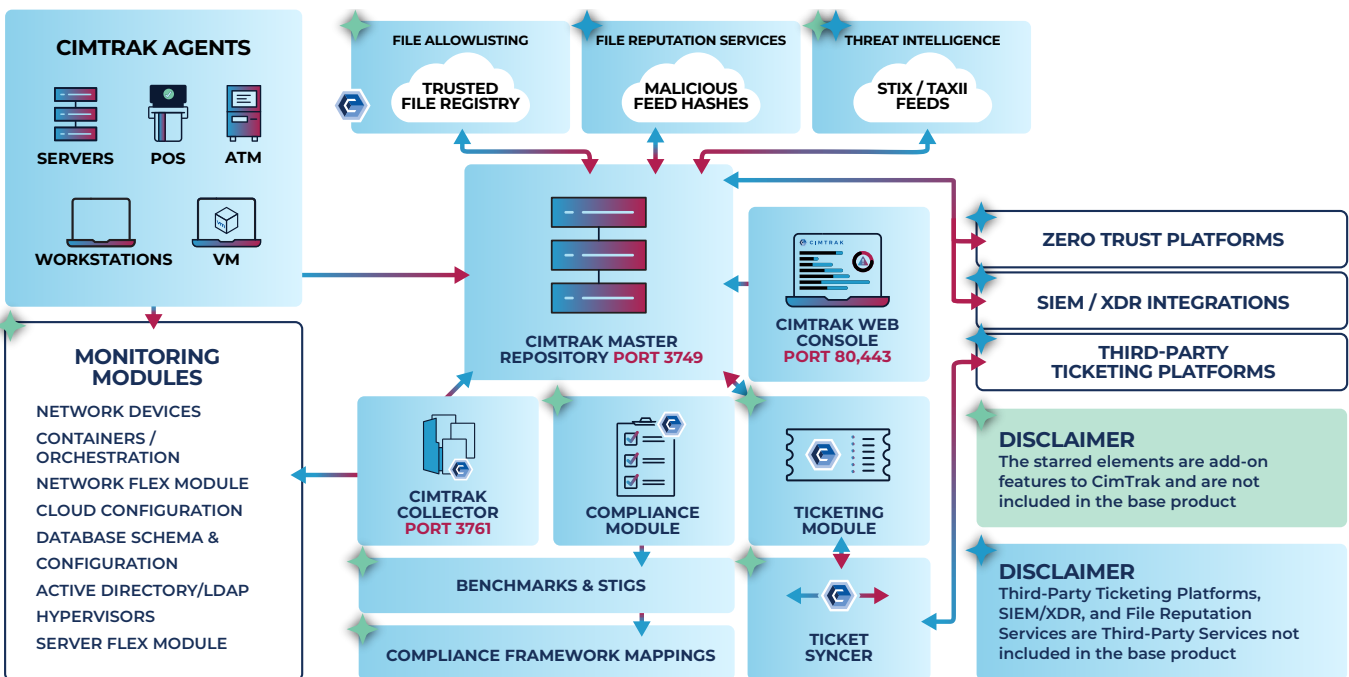 CIMTRAK AGENTS
SERVERS
POS
ATM
WORKSTATIONS
VM
FILE ALLOWLISTING
TRUSTED
FILE REGISTRY
FILE REPUTATION SERVICES
MALICIOUS
FEED HASHES
THREAT INTELLIGENCE
STIX / TAXII
FEEDS
CIMTRAK MASTER
REPOSITORY PORT 3749
CIMTRAK
CIMTRAK WEB
CONSOLE
PORT 80,443
ZERO TRUST PLATFORMS
SIEM / XDR INTEGRATIONS
THIRD-PARTY
TICKETING PLATFORMS
MONITORING
MODULES
NETWORK DEVICES
CONTAINERS /
ORCHESTRATION
NETWORK FLEX MODULE
CLOUD CONFIGURATION
DATABASE SCHEMA &
CONFIGURATION
ACTIVE DIRECTORY/LDAP
HYPERVISORS
SERVER FLEX MODULE
CIMTRAK
COLLECTOR
PORT 3761
COMPLIANCE
MODULE
TICKETING
MODULE
BENCHMARKS & STIGS
COMPLIANCE FRAMEWORK MAPPINGS
TICKET
SYNCER
DISCLAIMER
The starred elements are add-on
features to CimTrak and are not
included in the base product
DISCLAIMER
Third-Party Ticketing Platforms,
SIEM/XDR, and File Reputation
Services are Third-Party Services not
included in the base product